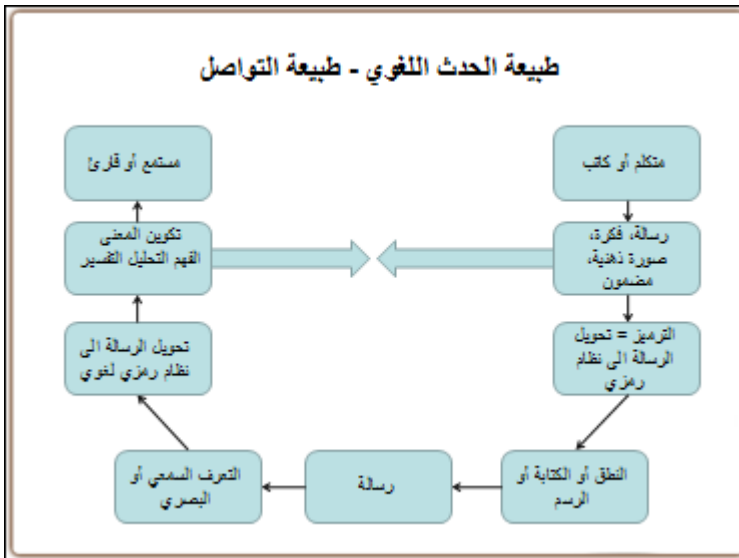 طبيعة الحدث اللغوي - طبيعة التواصل
متكلم أو كاتب
رسالة، فكرة،
صورة ذهنية،
مضمون
الترميز = تحويل
الرسالة الى نظام
رمزي
النطق أو الكتابة أو
الرسم
رسالة
التعرف السمعي أو
البصري
تحويل الرسالة الى
نظام رمزي لغوي
تكوين المعنى
الفهم التحليل التفسير
مستمع أو قارئ